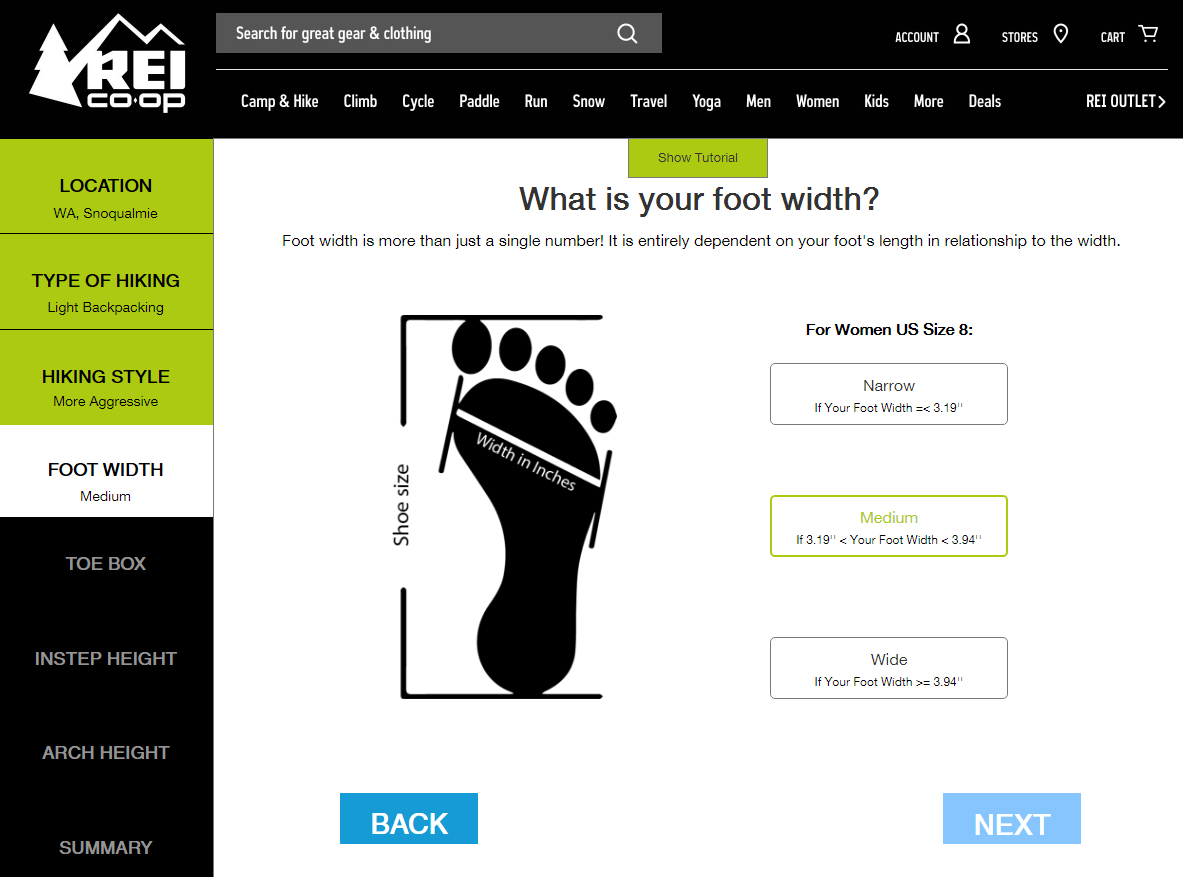 REI
CO·OP
Search for great gear & clothing
ACCOUNT
STORES
CART
Camp & Hike
Climb
Cycle
Paddle
Run
Snow
Travel
Yoga
Men
Women
Kids
More
Deals
REI OUTLET
LOCATION
WA, Snoqualmie
TYPE OF HIKING
Light Backpacking
HIKING STYLE
More Aggressive
FOOT WIDTH
Medium
TOE BOX
INSTEP HEIGHT
ARCH HEIGHT
SUMMARY
Show Tutorial
What is your foot width?
Foot width is more than just a single number! It is entirely dependent on your foot's length in relationship to the width.
Shoe size
Width in Inches
For Women US Size 8:
Narrow
If Your Foot Width =< 3.19''
Medium
If 3.19'' < Your Foot Width < 3.94''
Wide
If Your Foot Width >= 3.94''
BACK
NEXT